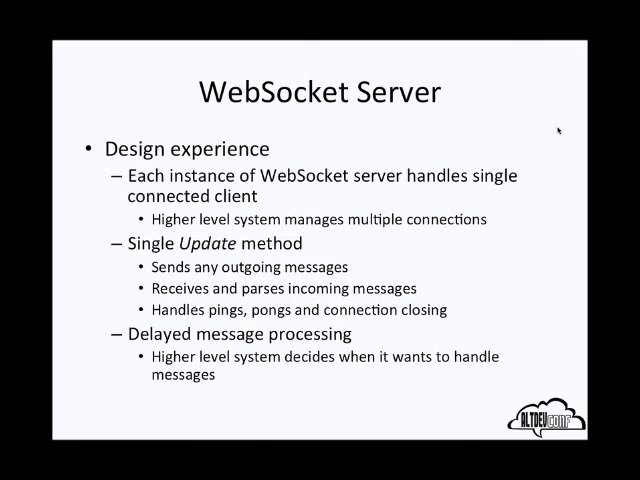 WebSocket Server
• Design experience
– Each instance of WebSocket server handles single
connected client
• Higher level system manages multiple connections
– Single Update method
• Sends any outgoing messages
• Receives and parses incoming messages
• Handles pings, pongs and connection closing
– Delayed message processing
• Higher level system decides when it wants to handle
messages
ALTDEVCONF